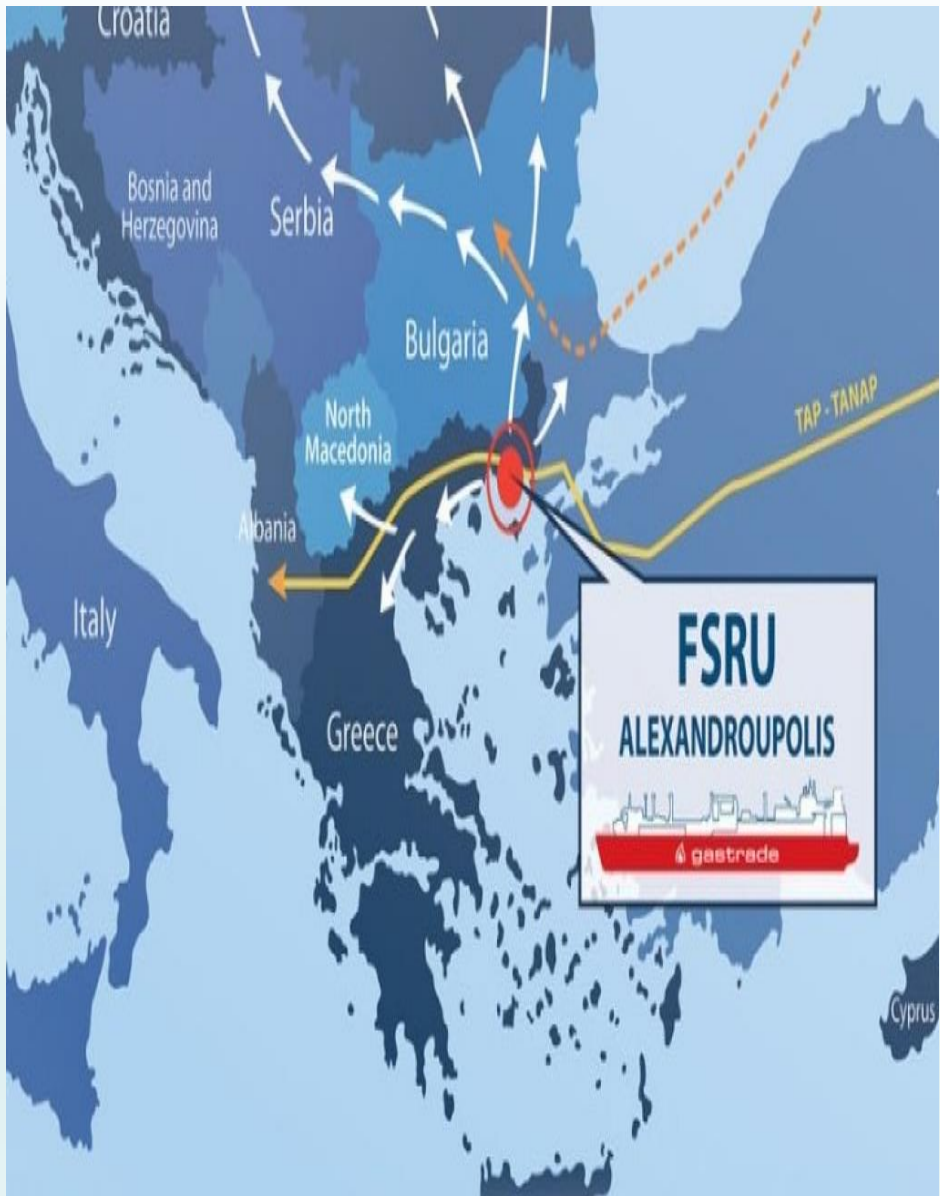 Croatia
Bosnia and
Herzegovina
Serbia
Bulgaria
North
Macedonia
TAP - TANAP
Albania
Italy
FSRU
ALEXANDROUPOLIS
gastrade
Greece
Cyprus